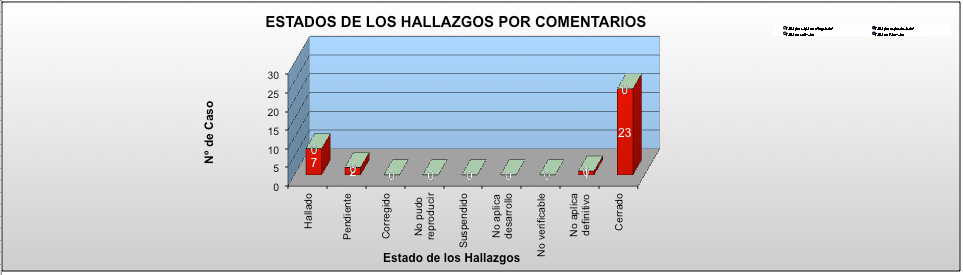 ESTADOS DE LOS HALLAZGOS POR COMENTARIOS
Nº de Caso
30
25
20
15
10
5
0
0
7
0
2
0
0
0
0
0
0
23
Hallado
Pendiente
Corregido
No pudo
reproducir
Suspendido
No aplica
desarrollo
No verificable
No aplica
definitivo
Cerrado
Estado de los Hallazgos